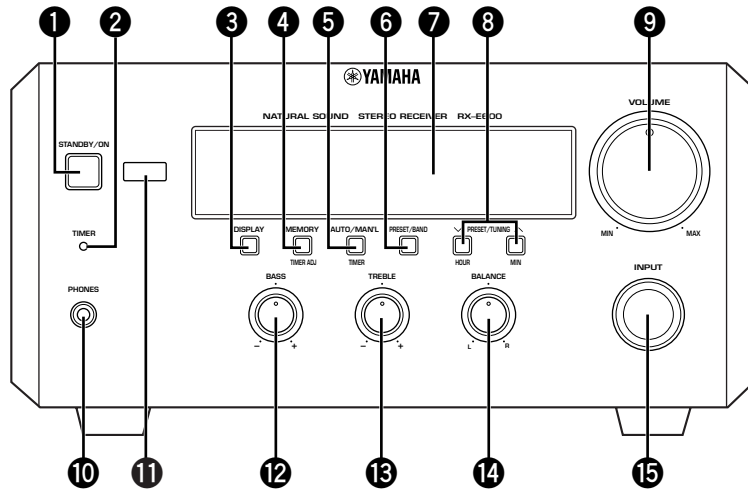 1 2 3 4 5 6 7 8 9
YAMAHA
NATURAL SOUND STEREO RECEIVER RX-E600
VOLUME
STANDBY/ON
MIN MAX
TIMER
DISPLAY MEMORY AUTO/MAN'L PRESET/BAND PRESET/TUNING
TIMER ADJ TIMER HOUR MIN
PHONES
BASS TREBLE BALANCE INPUT
– + – + L R
10 11 12 13 14 15